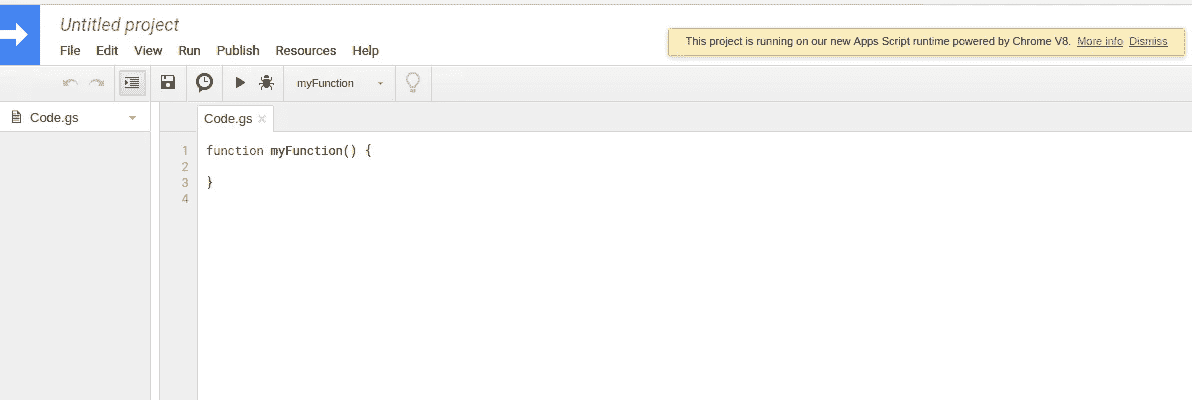 Untitled project
File Edit View Run Publish Resources Help
This project is running on our new Apps Script runtime powered by Chrome V8. More info Dismiss
myFunction
Code.gs
Code.gs ×
1 function myFunction() {
2
3 }
4